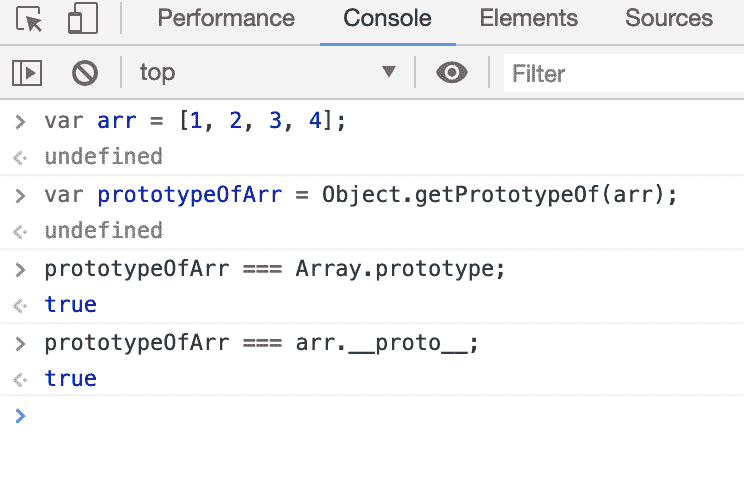 Performance Console Elements Sources
top Filter
> var arr = [1, 2, 3, 4];
undefined
> var prototypeOfArr = Object.getPrototypeOf(arr);
undefined
> prototypeOfArr === Array.prototype;
true
> prototypeOfArr === arr.__proto__;
true
>